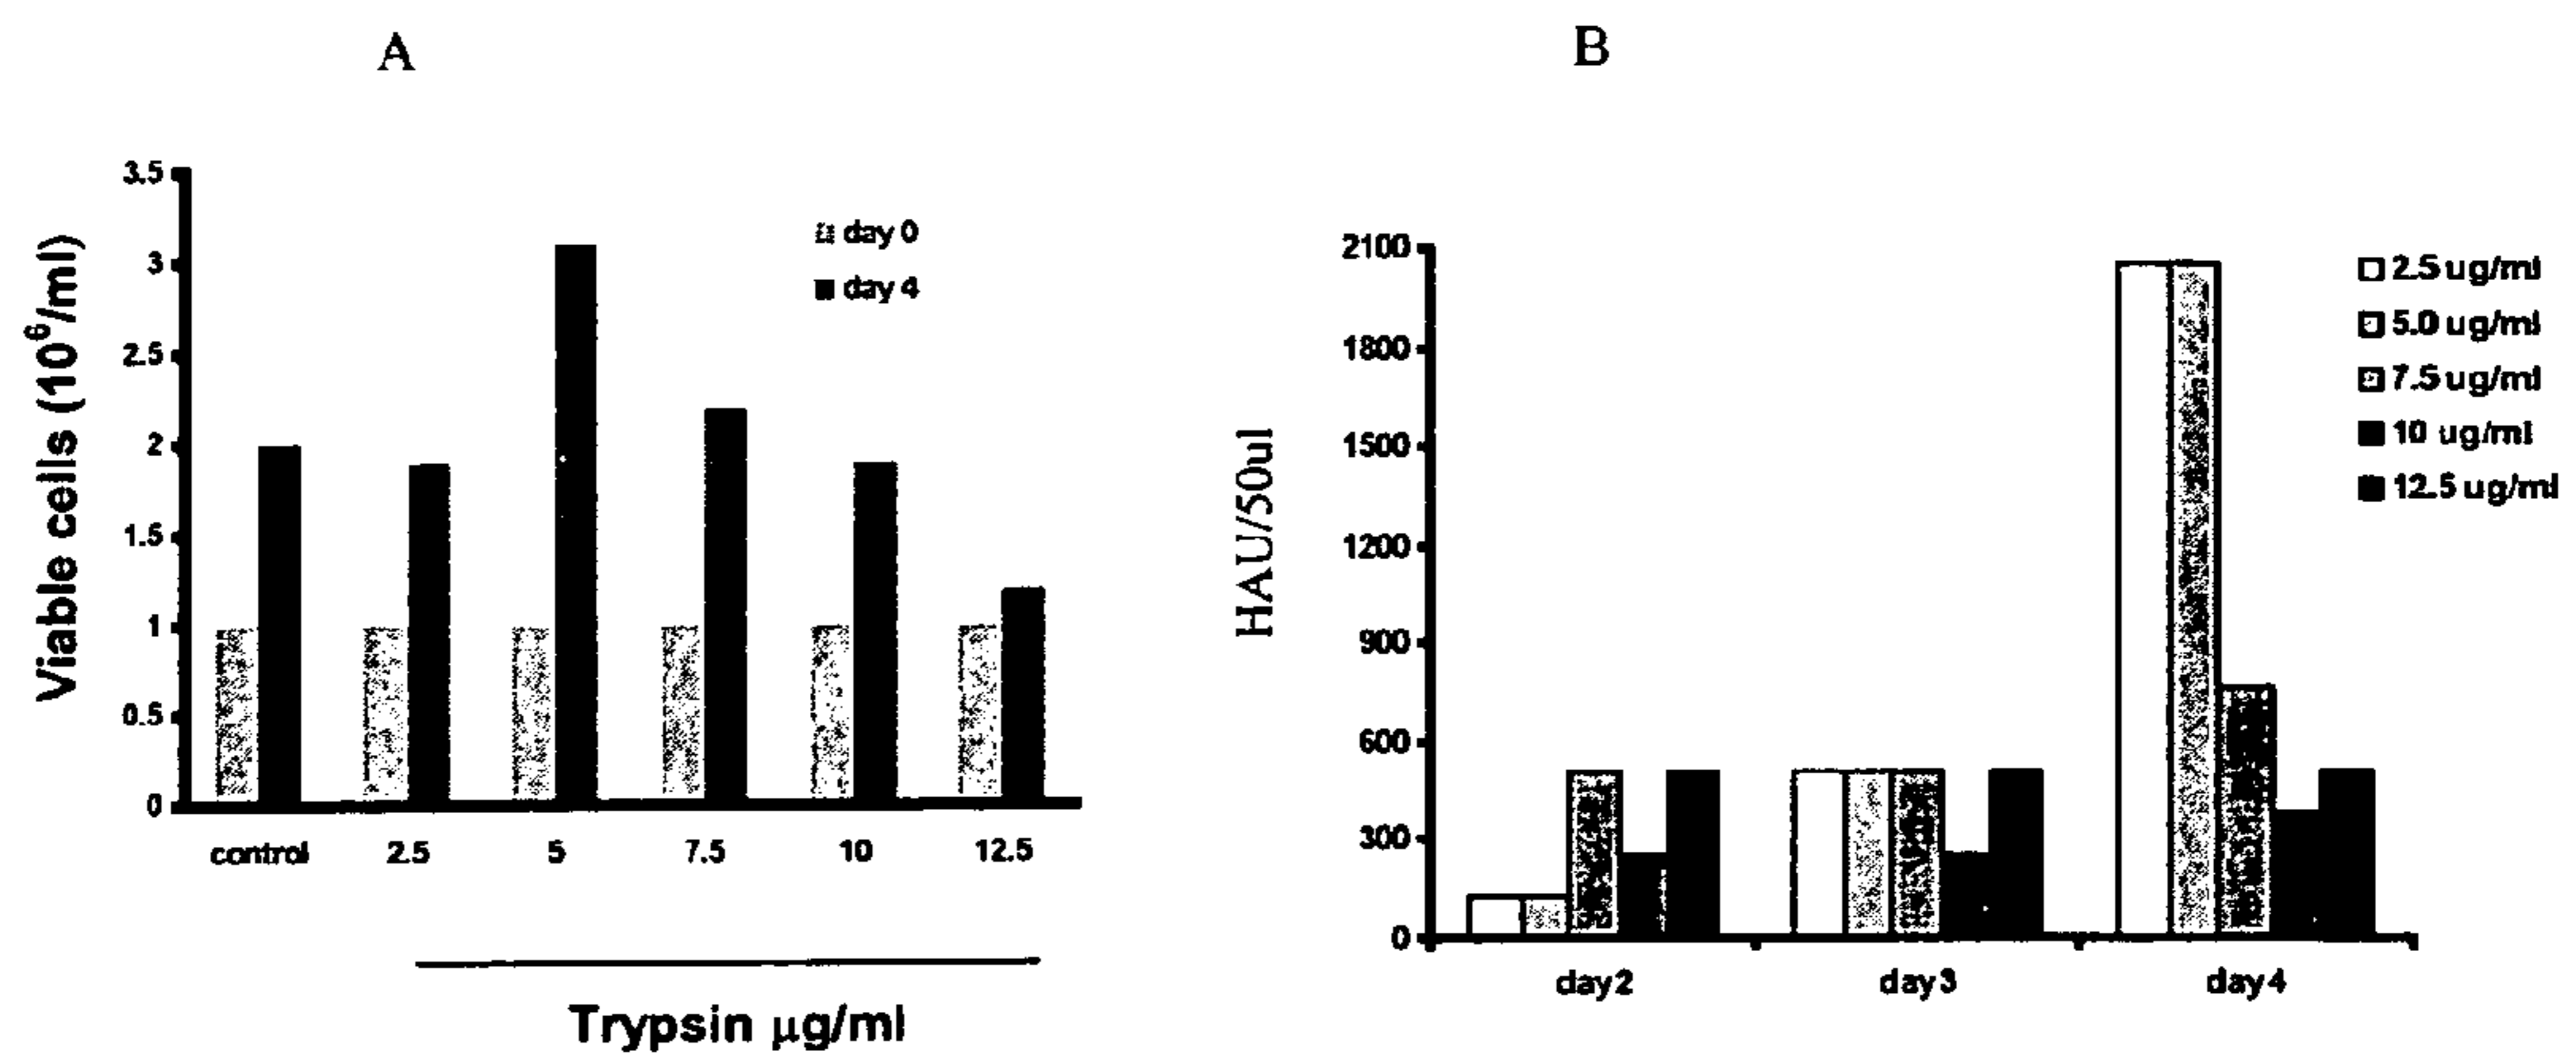 A
3.5
3
2.5
2
1.5
1
0.5
0
Viable cells (10⁶/ml)
day 0
day 4
control 2.5 5 7.5 10 12.5
Trypsin μg/ml
B
2100
1800
1500
1200
900
600
300
0
HAU/50ul
2.5 ug/ml
5.0 ug/ml
7.5 ug/ml
10 ug/ml
12.5 ug/ml
day2 day3 day4